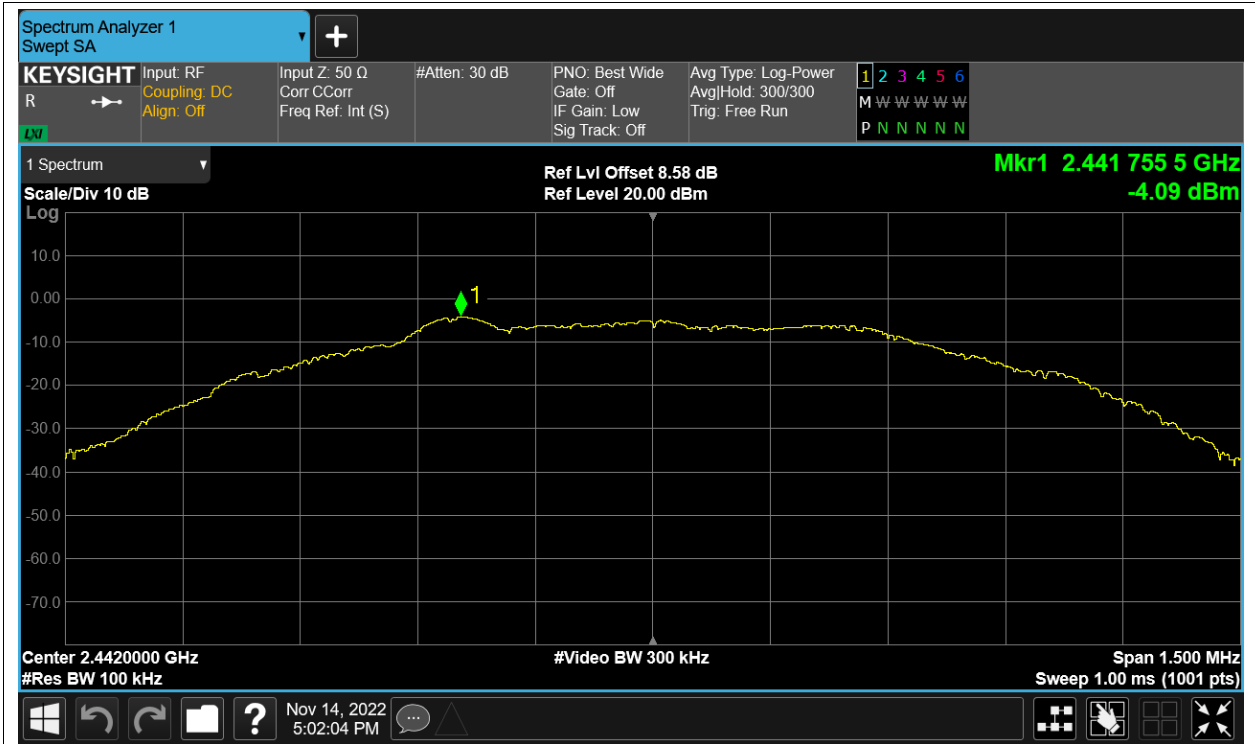 Spectrum Analyzer 1
Swept SA
KEYSIGHT
R
LXI
Input: RF
Coupling: DC
Align: Off
Input Z: 50 Ω
Corr CCorr
Freq Ref: Int (S)
#Atten: 30 dB
PNO: Best Wide
Gate: Off
IF Gain: Low
Sig Track: Off
Avg Type: Log-Power
Avg|Hold: 300/300
Trig: Free Run
1 2 3 4 5 6
M W W W W W
P N N N N N
1 Spectrum
Scale/Div 10 dB
Log
Ref Lvl Offset 8.58 dB
Ref Level 20.00 dBm
Mkr1 2.441 755 5 GHz
-4.09 dBm
10.0
0.00
-10.0
-20.0
-30.0
-40.0
-50.0
-60.0
-70.0
1
Center 2.4420000 GHz
#Res BW 100 kHz
#Video BW 300 kHz
Span 1.500 MHz
Sweep 1.00 ms (1001 pts)
?
Nov 14, 2022
5:02:04 PM